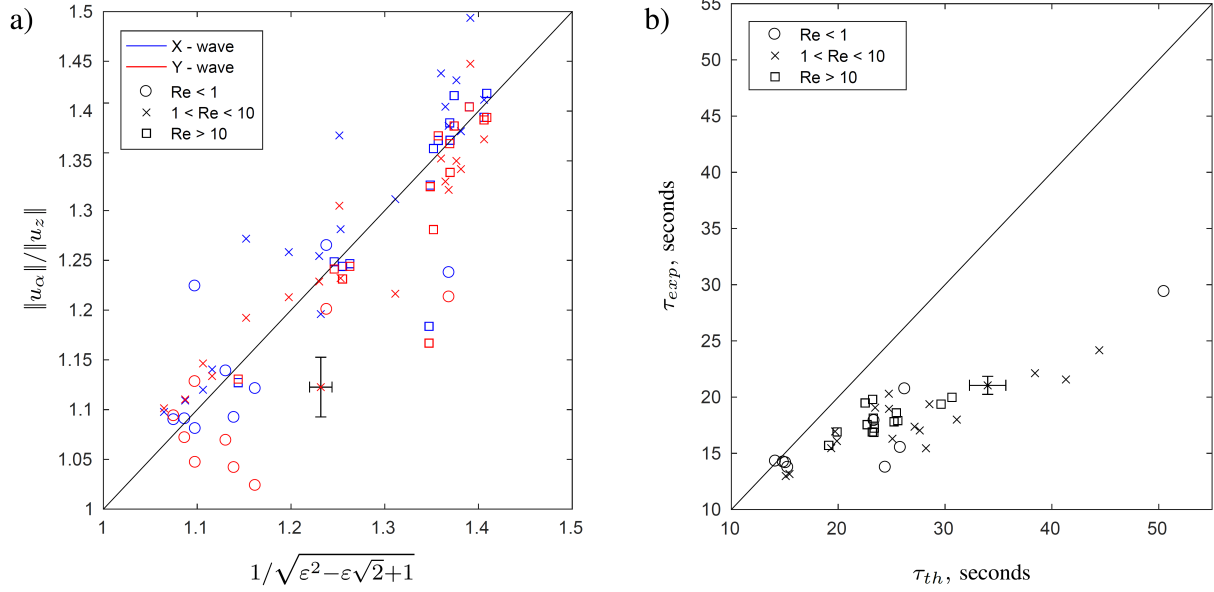 a)
X - wave
Y - wave
Re < 1
1 < Re < 10
Re > 10
1.5
1.45
1.4
1.35
1.3
1.25
1.2
1.15
1.1
1.05
1
1
1.1
1.2
1.3
1.4
1.5
‖u_α‖/‖u_z‖
1/√(ε²−ε√2+1)
b)
Re < 1
1 < Re < 10
Re > 10
55
50
45
40
35
30
25
20
15
10
10
20
30
40
50
τ_exp, seconds
τ_th, seconds